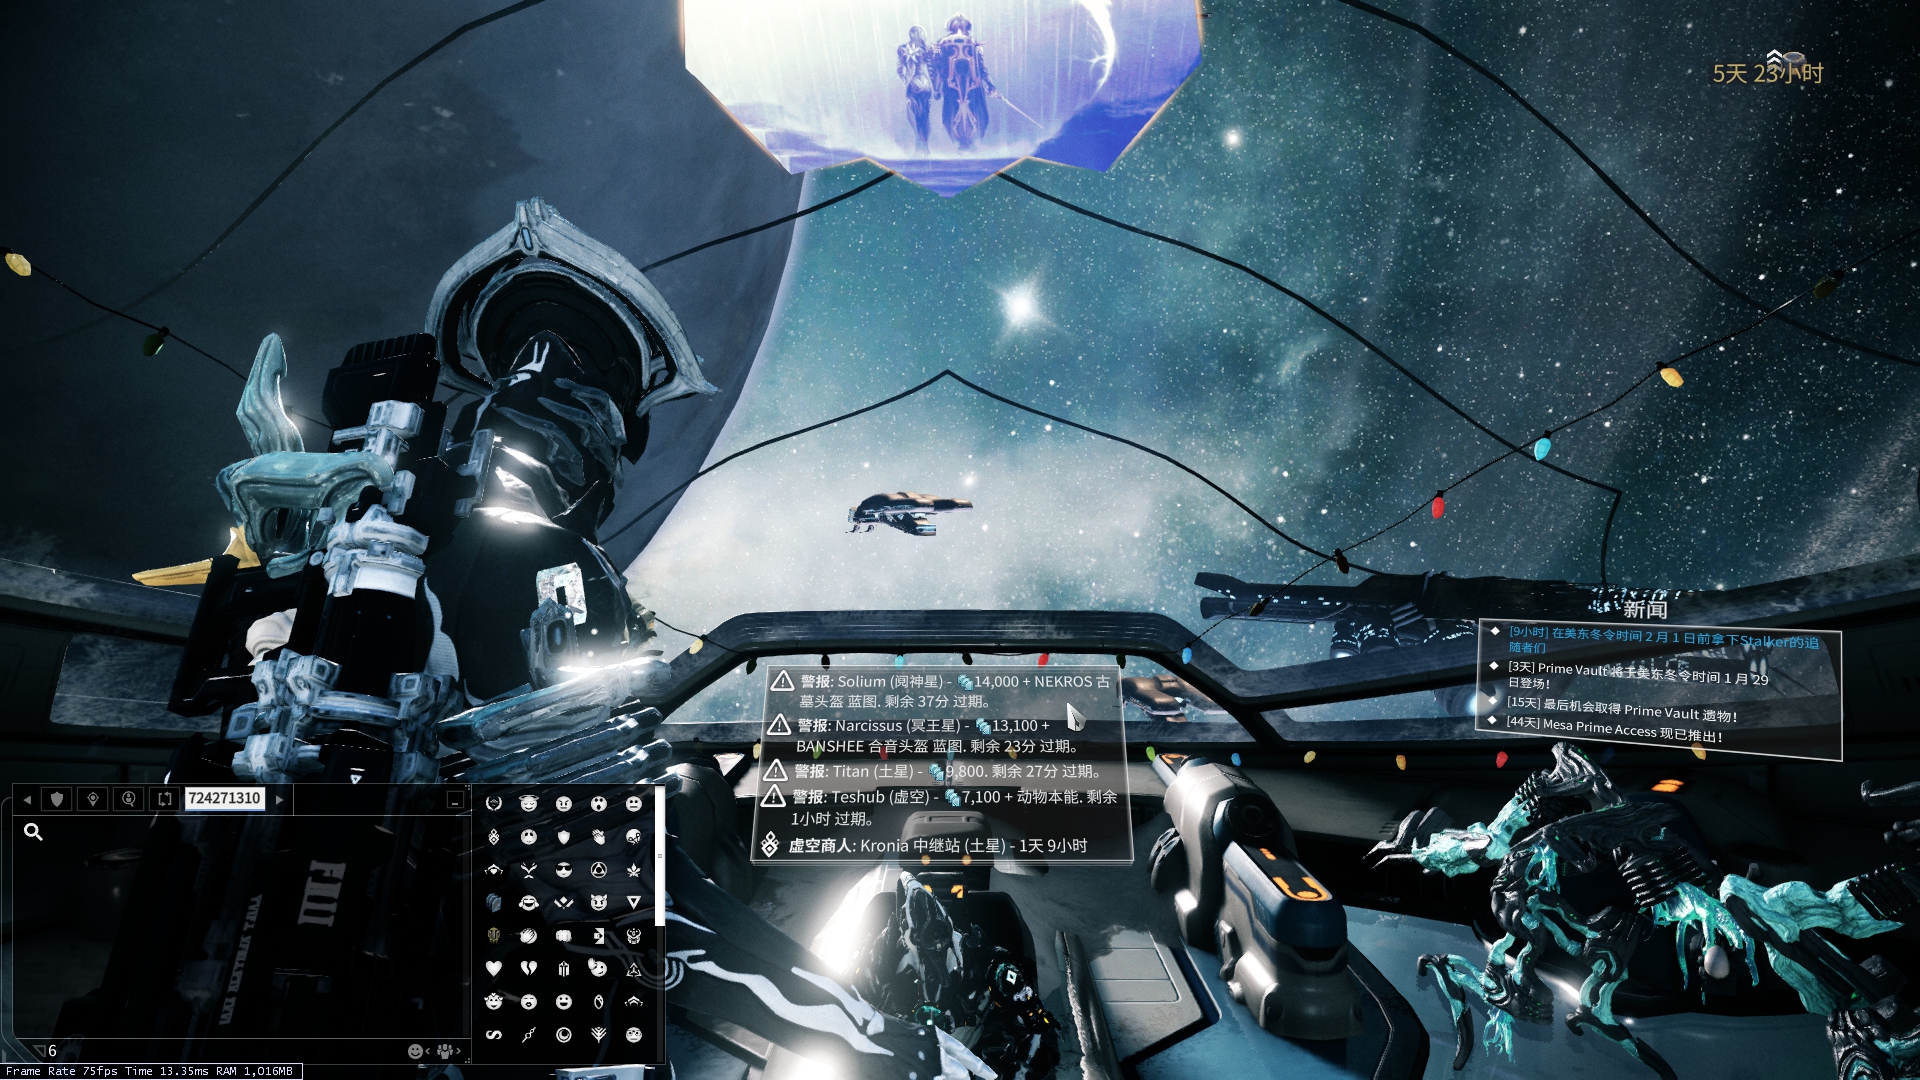 5天 23小时
新闻
[9小时] 在美东冬令时间 2 月 1 日前拿下Stalker的追
随者们
[3天] Prime Vault 将于美东冬令时间 1 月 29
日登场!
[15天] 最后机会取得 Prime Vault 遗物!
[44天] Mesa Prime Access 现已推出!
警报: Solium (阋神星) - 14,000 + NEKROS 古
墓头盔 蓝图. 剩余 37分 过期。
警报: Narcissus (冥王星) - 13,100 +
BANSHEE 合音头盔 蓝图. 剩余 23分 过期。
警报: Titan (土星) - 9,800. 剩余 27分 过期。
警报: Teshub (虚空) - 7,100 + 动物本能. 剩余
1小时 过期。
虚空商人: Kronia 中继站 (土星) - 1天 9小时
724271310
6
Frame Rate 75fps Time 13.35ms RAM 1,016MB